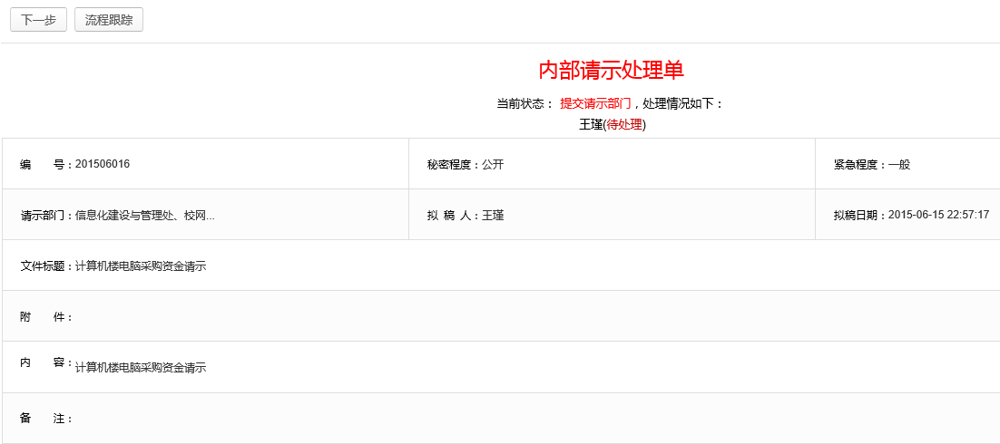 下一步 流程跟踪
内部请示处理单
当前状态： 提交请示部门，处理情况如下：
王瑾(待处理)
编 号：201506016 秘密程度：公开 紧急程度：一般
请示部门：信息化建设与管理处、校网... 拟 稿 人：王瑾 拟稿日期：2015-06-15 22:57:17
文件标题：计算机楼电脑采购资金请示
附 件：
内 容：计算机楼电脑采购资金请示
备 注：